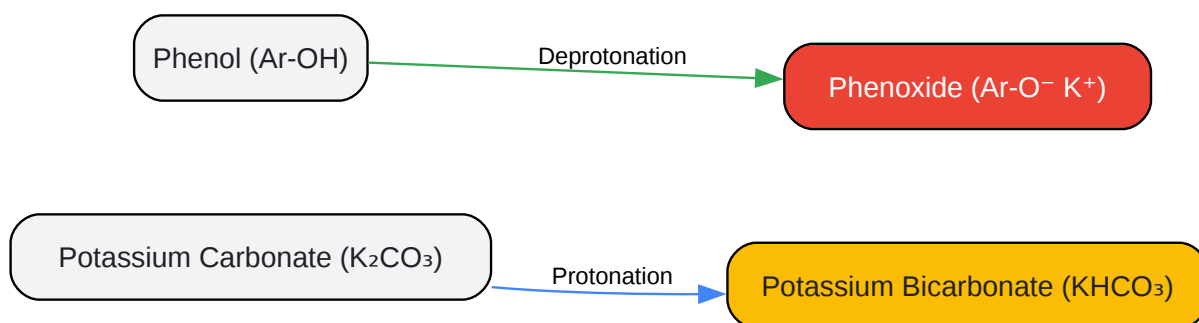 Phenol (Ar-OH)
Deprotonation
Phenoxide (Ar-O⁻ K⁺)
Potassium Carbonate (K₂CO₃)
Protonation
Potassium Bicarbonate (KHCO₃)